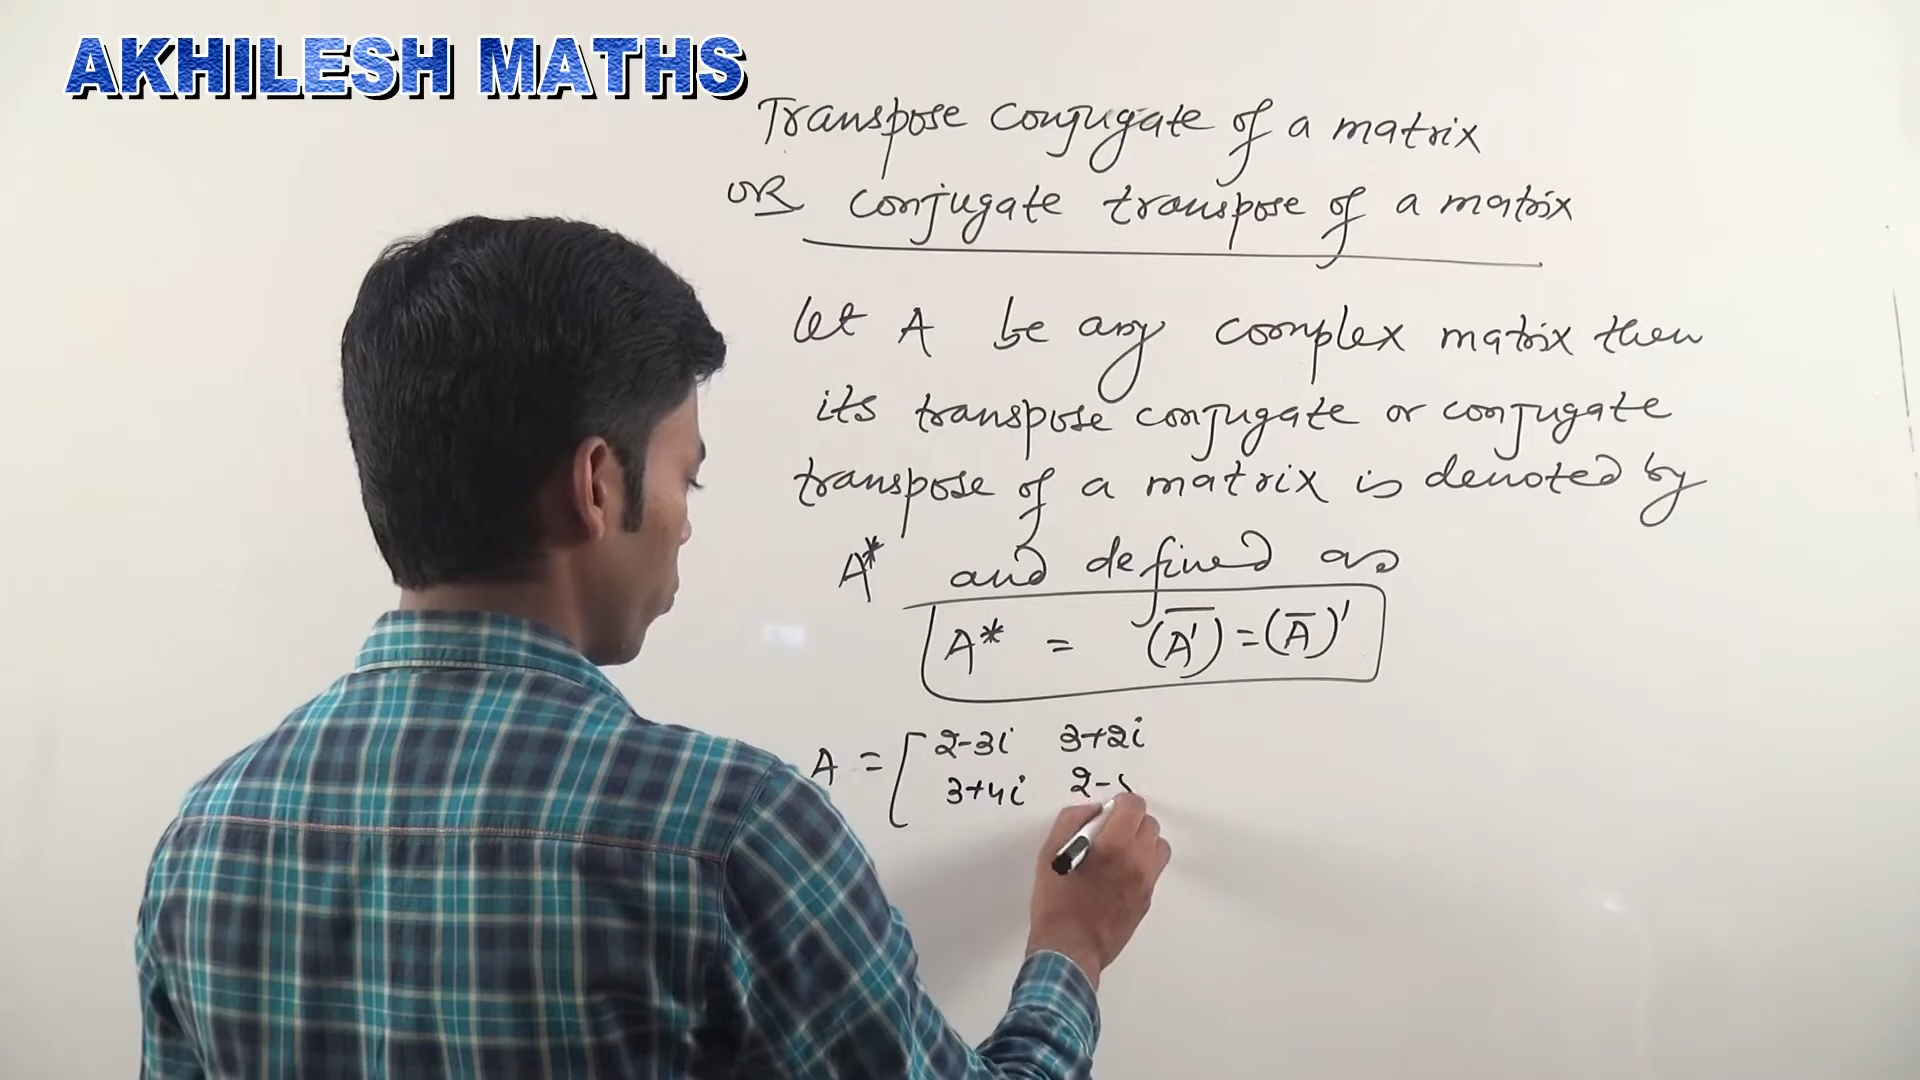 AKHILESH MATHS
Transpose conjugate of a matrix
OR conjugate transpose of a matrix
let A be any complex matrix then
its transpose conjugate or conjugate
transpose of a matrix is denoted by
A* and defined as
A* = (A̅'̅) = (A̅)'
A = [ 2-3i 3+2i
3+4i 2-